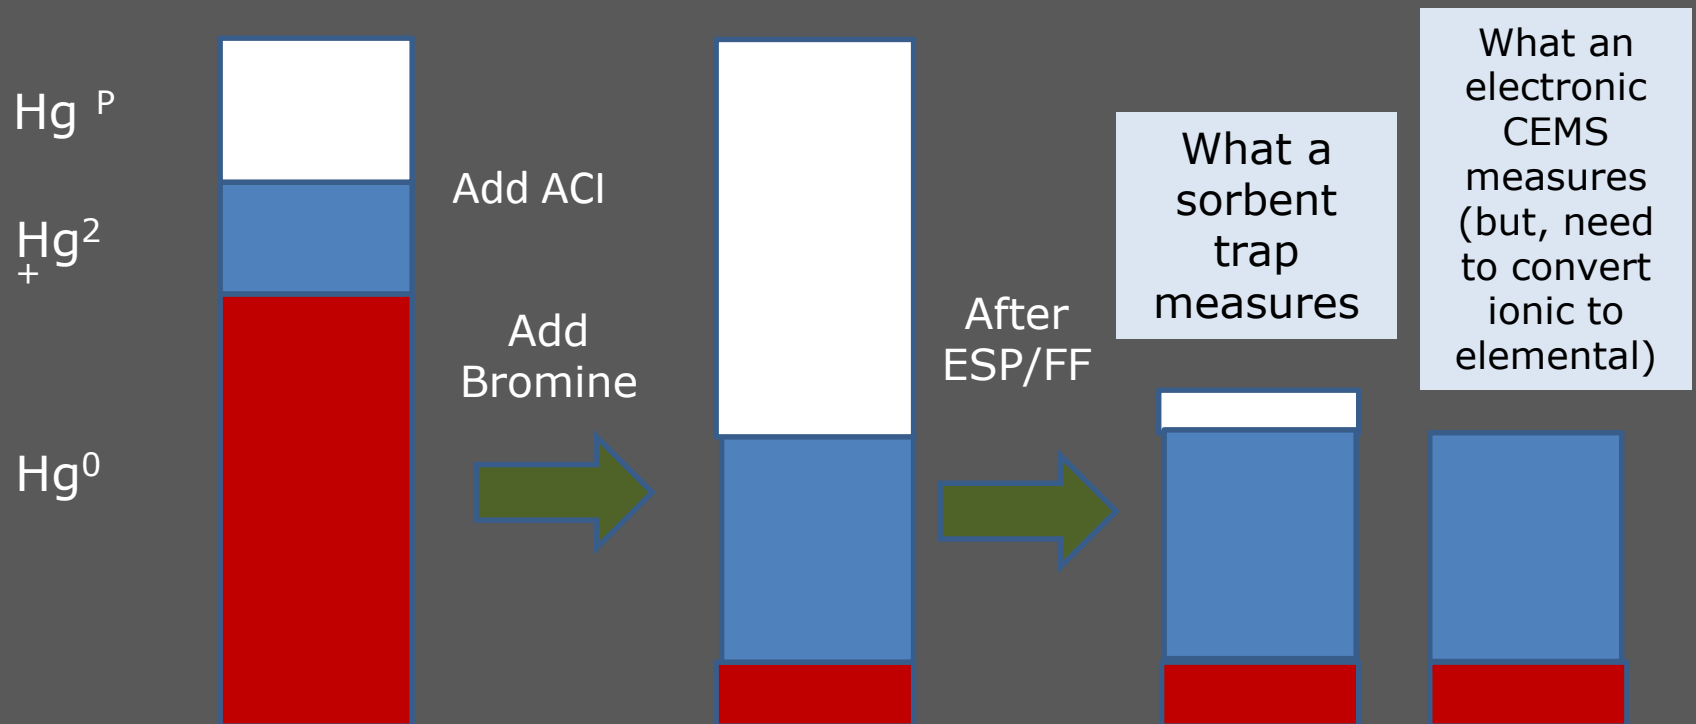 Hg P
Hg2
+
Hg0
Add ACI
Add
Bromine
After
ESP/FF
What a
sorbent
trap
measures
What an
electronic
CEMS
measures
(but, need
to convert
ionic to
elemental)